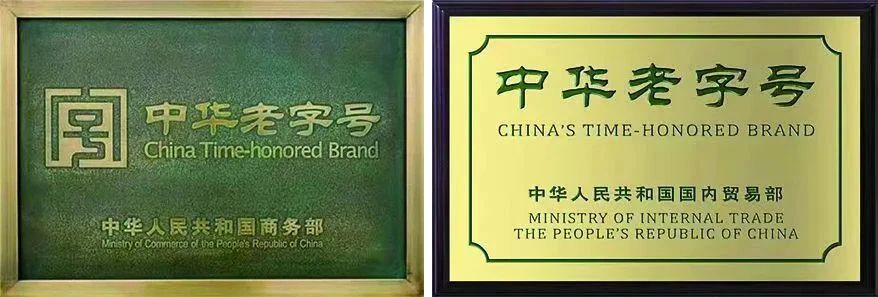 中华老字号
China Time-honored Brand
中华人民共和国商务部
Ministry of Commerce of the People's Republic of China
中华老字号
CHINA'S TIME-HONORED BRAND
中华人民共和国国内贸易部
MINISTRY OF INTERNAL TRADE
THE PEOPLE'S REPUBLIC OF CHINA